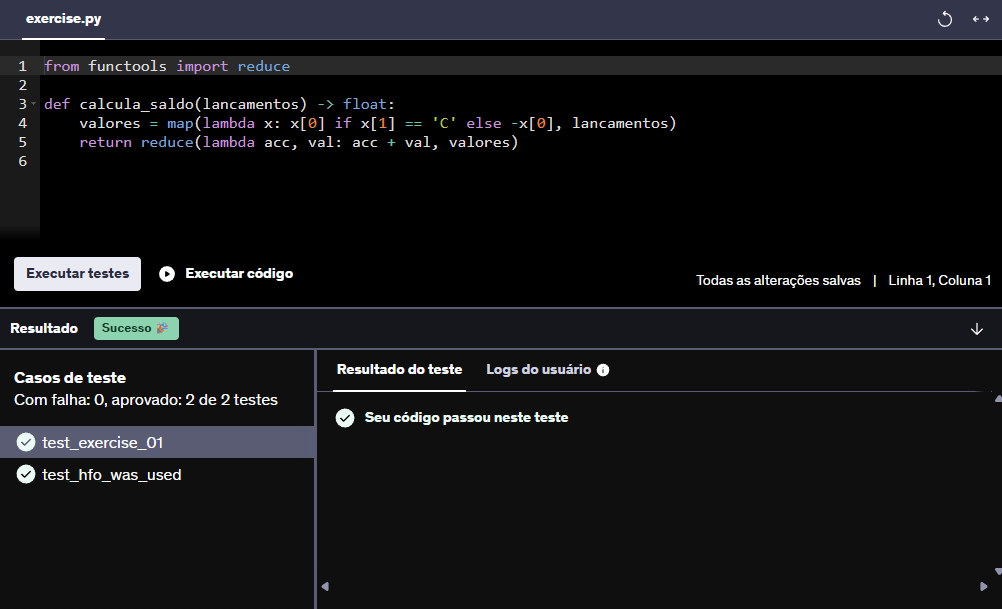 exercise.py
1 from functools import reduce
2
3 def calcula_saldo(lancamentos) -> float:
4     valores = map(lambda x: x[0] if x[1] == 'C' else -x[0], lancamentos)
5     return reduce(lambda acc, val: acc + val, valores)
6
Executar testes Executar código
Todas as alterações salvas | Linha 1, Coluna 1
Resultado Sucesso 🎉
Casos de teste
Com falha: 0, aprovado: 2 de 2 testes
test_exercise_01
test_hfo_was_used
Resultado do teste Logs do usuário
Seu código passou neste teste